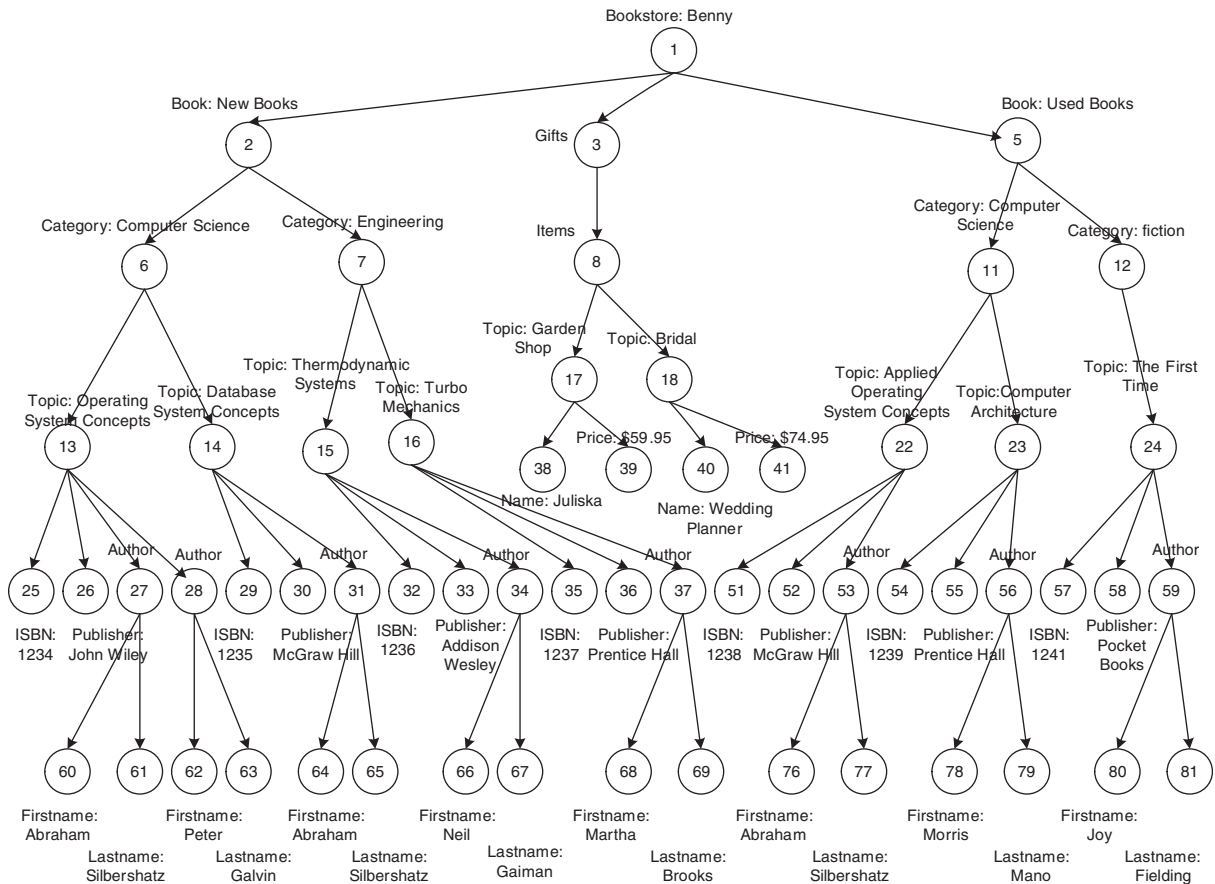 Bookstore: Benny
1
Book: New Books
Book: Used Books
2
Gifts
3
5
Category: Computer Science
Category: Engineering
Items
Category: Computer
Science
Category: fiction
6
7
8
11
12
Topic: Operating
System Concepts
Topic: Database
System Concepts
Topic: Thermodynamic
Systems
Topic: Turbo
Mechanics
Topic: Garden
Shop
Topic: Bridal
Topic: Applied
Operating
System Concepts
Topic:Computer
Architecture
Topic: The First
Time
17
18
13
14
15
16
22
23
24
Price: $59.95
Price: $74.95
38
39
40
41
Name: Juliska
Name: Wedding
Planner
Author
Author
Author
Author
Author
Author
Author
Author
25
26
27
28
29
30
31
32
33
34
35
36
37
51
52
53
54
55
56
57
58
59
ISBN:
1234
Publisher:
John Wiley
ISBN:
1235
Publisher:
McGraw Hill
ISBN:
1236
Publisher:
Addison
Wesley
ISBN:
1237
Publisher:
Prentice Hall
ISBN:
1238
Publisher:
McGraw Hill
ISBN:
1239
Publisher:
Prentice Hall
ISBN:
1241
Publisher:
Pocket
Books
60
61
62
63
64
65
66
67
68
69
76
77
78
79
80
81
Firstname:
Abraham
Lastname:
Silbershatz
Firstname:
Peter
Lastname:
Galvin
Firstname:
Abraham
Lastname:
Silbershatz
Firstname:
Neil
Lastname:
Gaiman
Firstname:
Martha
Lastname:
Brooks
Firstname:
Abraham
Lastname:
Silbershatz
Firstname:
Morris
Lastname:
Mano
Firstname:
Joy
Lastname:
Fielding